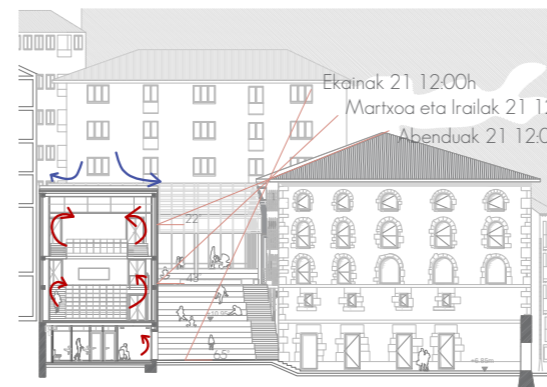 Ekainak 21 12:00h
Martxoa eta Irailak 21 12
Abenduak 21 12:0
22°
43°
65°